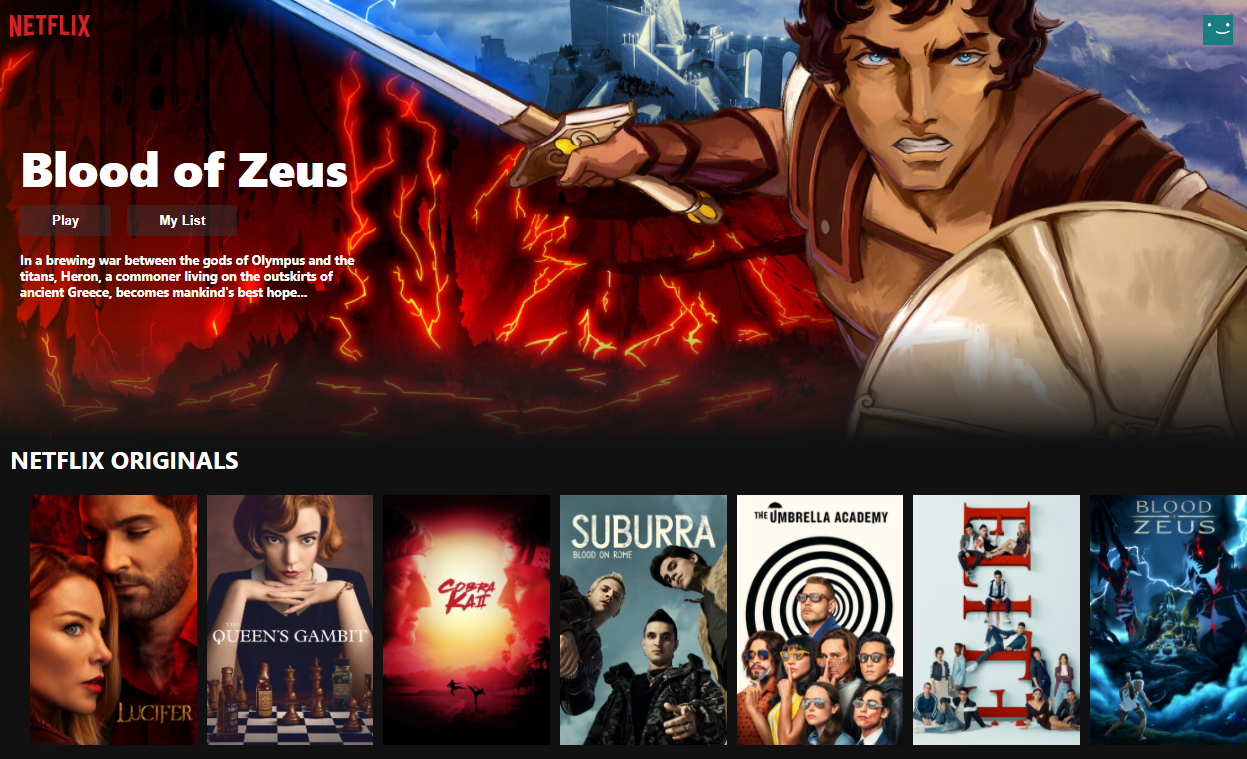 NETFLIX
Blood of Zeus
Play
My List
In a brewing war between the gods of Olympus and the
titans, Heron, a commoner living on the outskirts of
ancient Greece, becomes mankind's best hope...
NETFLIX ORIGINALS
LUCIFER
THE
QUEEN'S GAMBIT
COBRA
KAI
SUBURRA
BLOOD ON ROME
THE UMBRELLA ACADEMY
ELITE
BLOOD
OF
ZEUS